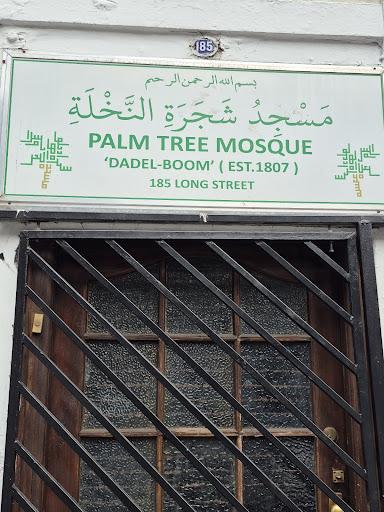 185
بسم الله الرحمن الرحيم
مَسْجِدُ شَجَرَةِ النَّخْلَةِ
PALM TREE MOSQUE
‘DADEL-BOOM’ ( EST.1807 )
185 LONG STREET